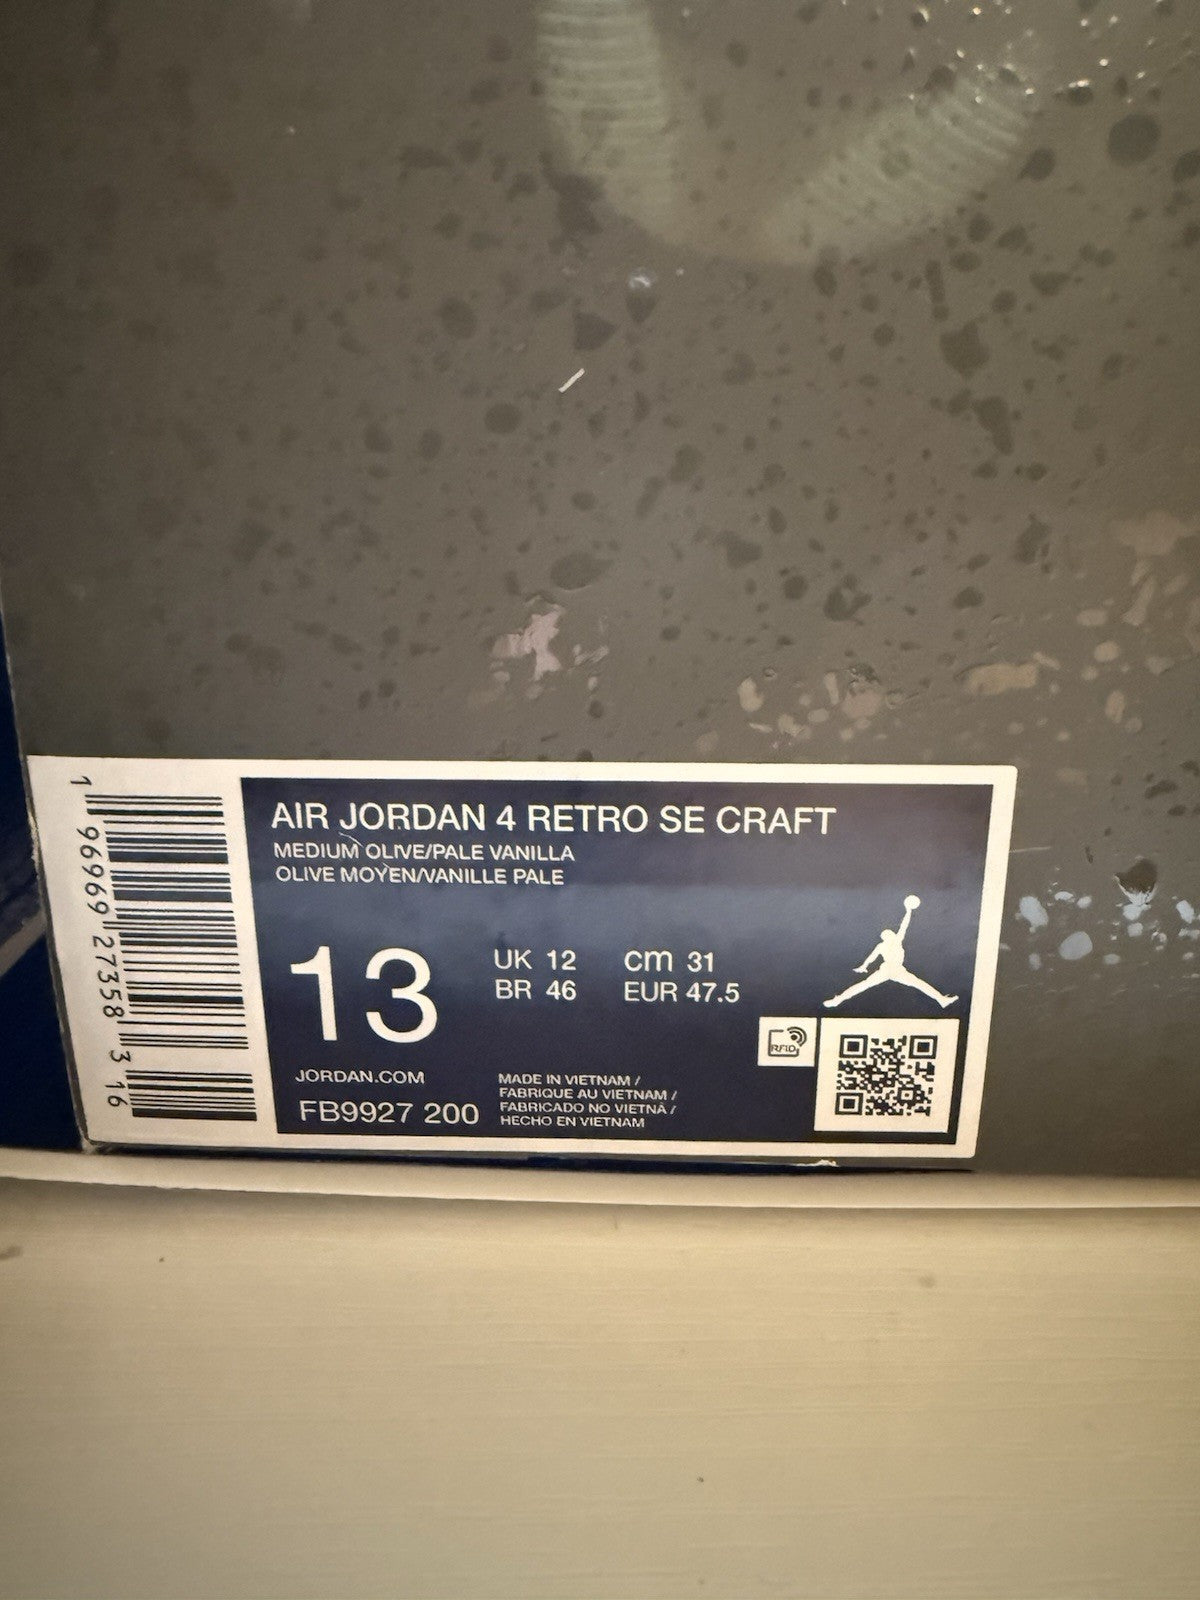 AIR JORDAN 4 RETRO SE CRAFT
MEDIUM OLIVE/PALE VANILLA
OLIVE MOYEN/VANILLE PALE
13
UK 12
BR 46
cm 31
EUR 47.5
RFID
JORDAN.COM
FB9927 200
MADE IN VIETNAM /
FABRIQUE AU VIETNAM /
FABRICADO NO VIETNÃ /
HECHO EN VIETNAM
1 96969 27358 3 16